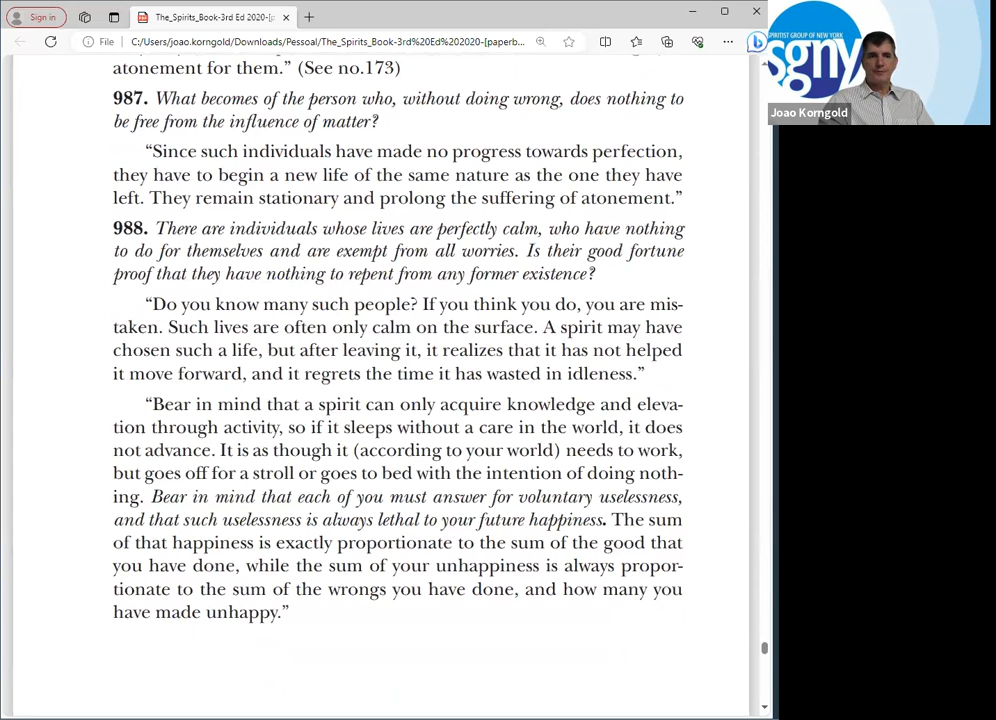 Sign in
The_Spirits_Book-3rd Ed 2020-[p
File
C:/Users/joao.korngold/Downloads/Pessoal/The_Spirits_Book-3rd%20Ed%202020-[paperb...
SPIRITIST GROUP OF NEW YORK
sgny
Joao Korngold
atonement for them.” (See no.173)
987. What becomes of the person who, without doing wrong, does nothing to
be free from the influence of matter?
“Since such individuals have made no progress towards perfection,
they have to begin a new life of the same nature as the one they have
left. They remain stationary and prolong the suffering of atonement.”
988. There are individuals whose lives are perfectly calm, who have nothing
to do for themselves and are exempt from all worries. Is their good fortune
proof that they have nothing to repent from any former existence?
“Do you know many such people? If you think you do, you are mis-
taken. Such lives are often only calm on the surface. A spirit may have
chosen such a life, but after leaving it, it realizes that it has not helped
it move forward, and it regrets the time it has wasted in idleness.”
“Bear in mind that a spirit can only acquire knowledge and eleva-
tion through activity, so if it sleeps without a care in the world, it does
not advance. It is as though it (according to your world) needs to work,
but goes off for a stroll or goes to bed with the intention of doing noth-
ing. Bear in mind that each of you must answer for voluntary uselessness,
and that such uselessness is always lethal to your future happiness. The sum
of that happiness is exactly proportionate to the sum of the good that
you have done, while the sum of your unhappiness is always propor-
tionate to the sum of the wrongs you have done, and how many you
have made unhappy.”